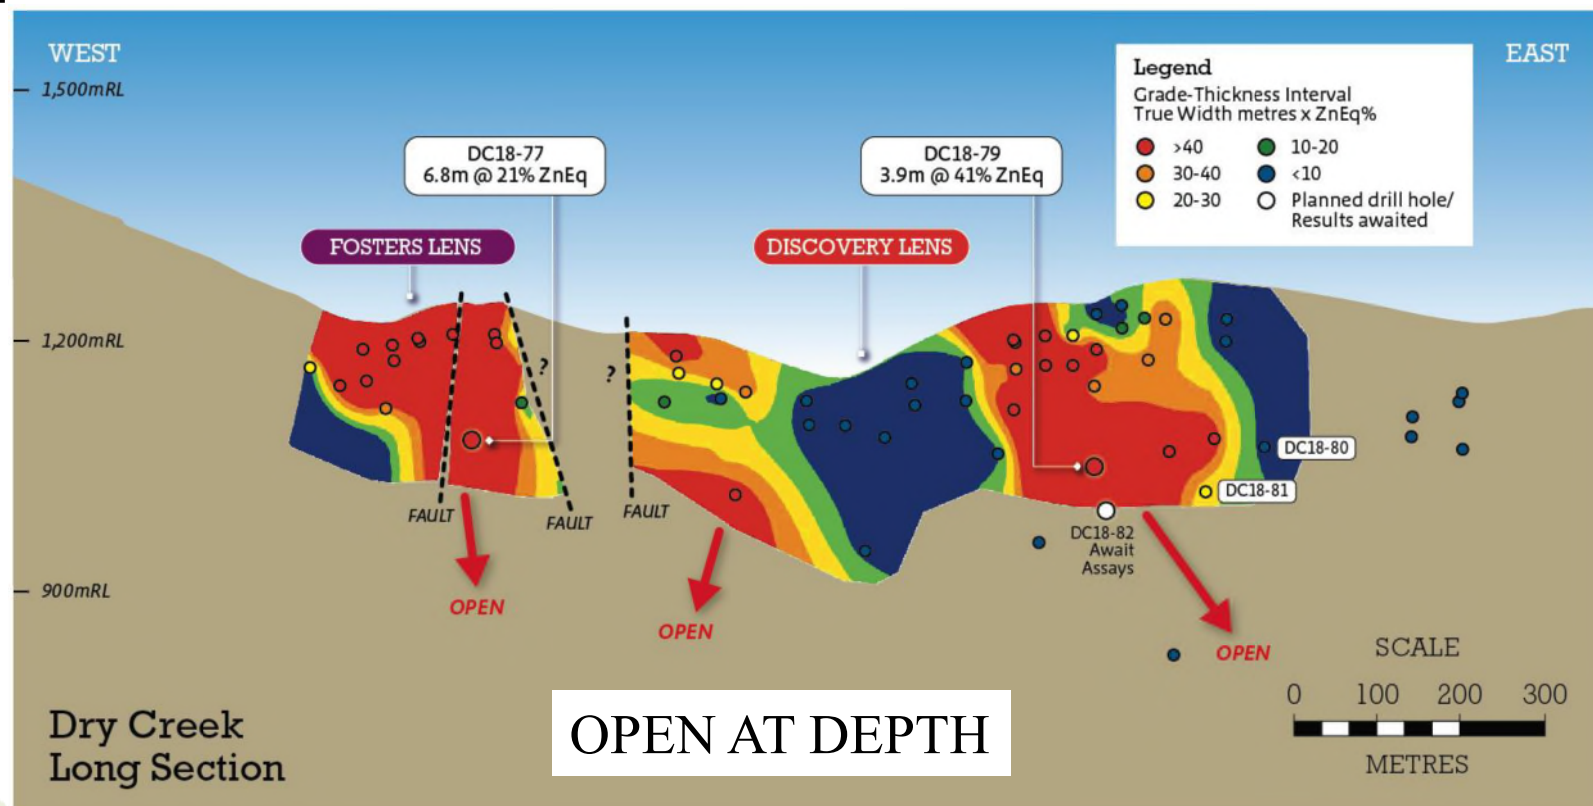 WEST
EAST
1,500mRL
Legend
Grade-Thickness Interval
True Width metres x ZnEq%
>40
10-20
30-40
<10
20-30
Planned drill hole/
Results awaited
DC18-77
6.8m @ 21% ZnEq
DC18-79
3.9m @ 41% ZnEq
FOSTERS LENS
DISCOVERY LENS
1,200mRL
?
?
DC18-80
DC18-81
FAULT
FAULT
FAULT
DC18-82
Await
Assays
900mRL
OPEN
OPEN
OPEN
SCALE
0 100 200 300
METRES
OPEN AT DEPTH
Dry Creek
Long Section